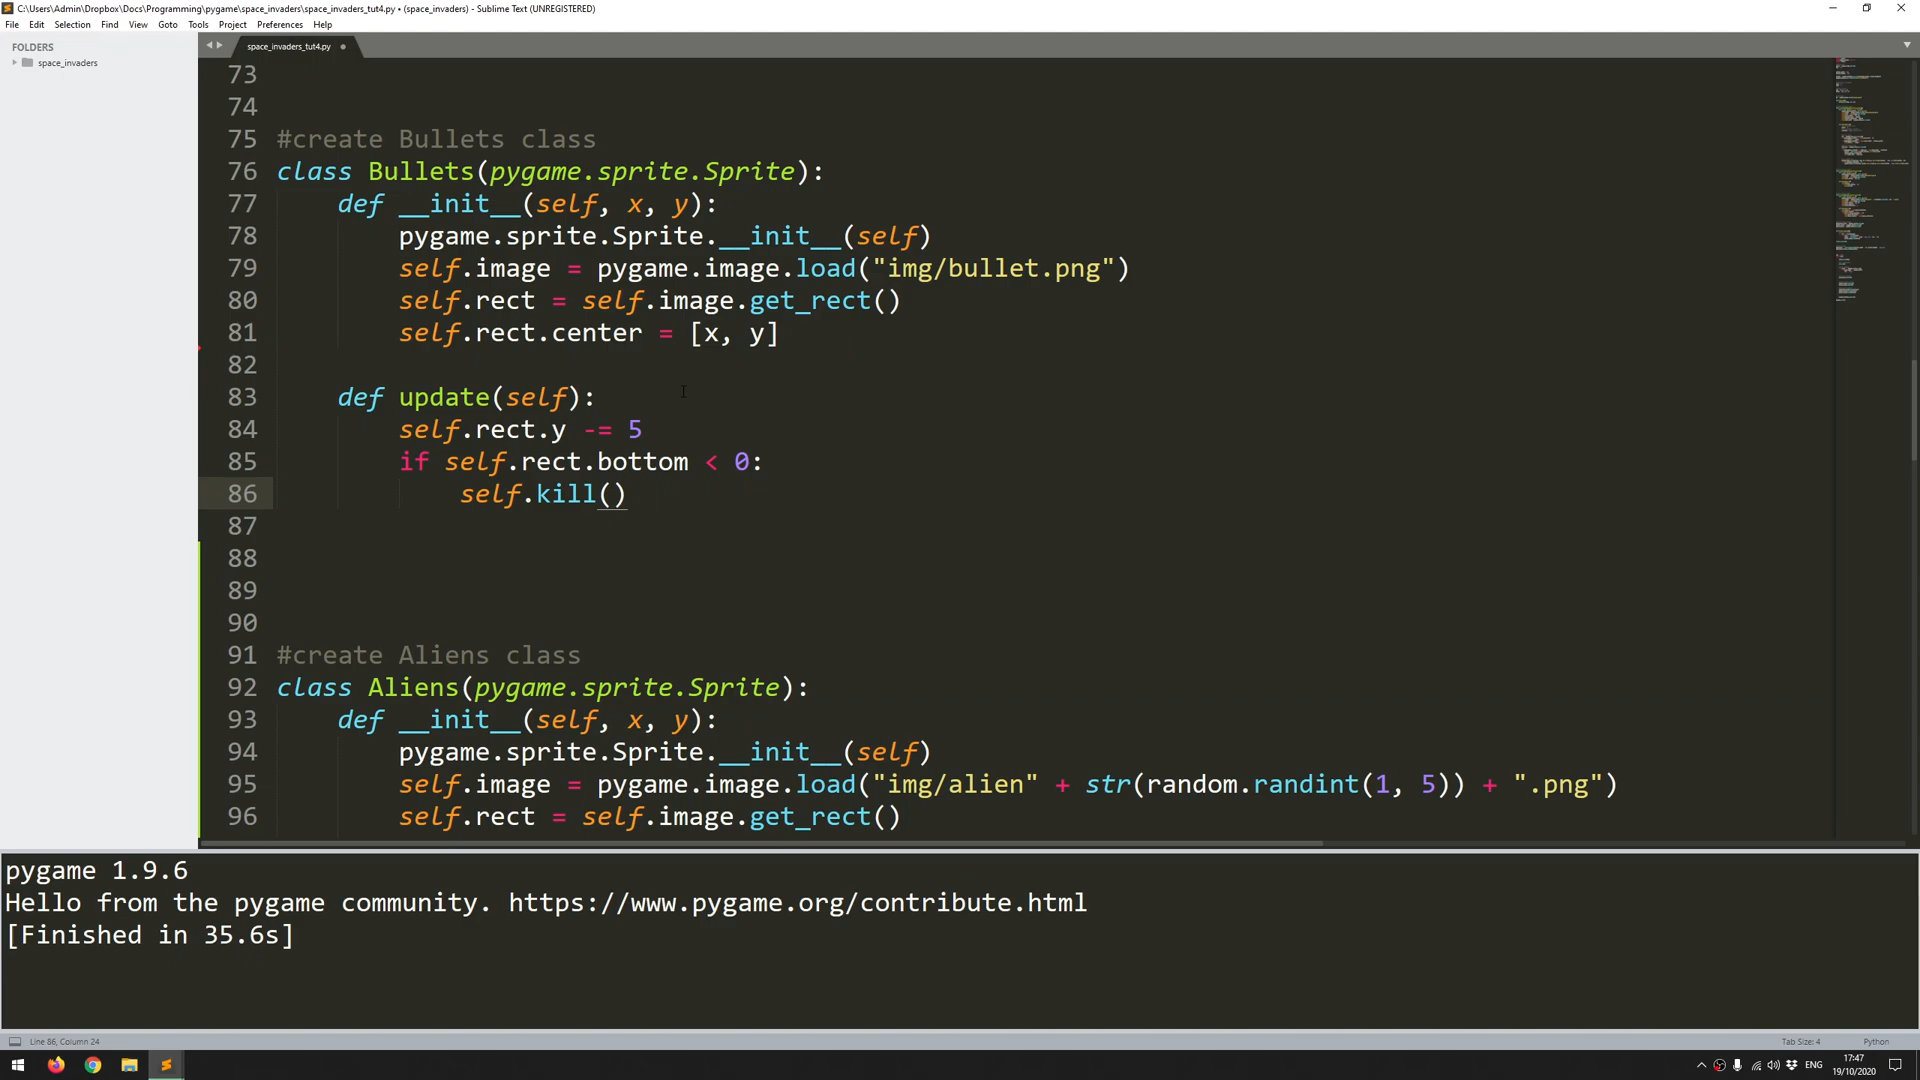 C:\Users\Admin\Dropbox\Docs\Programming\pygame\space_invaders\space_invaders_tut4.py • (space_invaders) - Sublime Text (UNREGISTERED)
File Edit Selection Find View Goto Tools Project Preferences Help
FOLDERS
space_invaders
space_invaders_tut4.py
73
74
75 #create Bullets class
76 class Bullets(pygame.sprite.Sprite):
77     def __init__(self, x, y):
78         pygame.sprite.Sprite.__init__(self)
79         self.image = pygame.image.load("img/bullet.png")
80         self.rect = self.image.get_rect()
81         self.rect.center = [x, y]
82
83     def update(self):
84         self.rect.y -= 5
85         if self.rect.bottom < 0:
86             self.kill()
87
88
89
90
91 #create Aliens class
92 class Aliens(pygame.sprite.Sprite):
93     def __init__(self, x, y):
94         pygame.sprite.Sprite.__init__(self)
95         self.image = pygame.image.load("img/alien" + str(random.randint(1, 5)) + ".png")
96         self.rect = self.image.get_rect()
pygame 1.9.6
Hello from the pygame community. https://www.pygame.org/contribute.html
[Finished in 35.6s]
Line 86, Column 24
Tab Size: 4
Python
ENG
17:47
19/10/2020